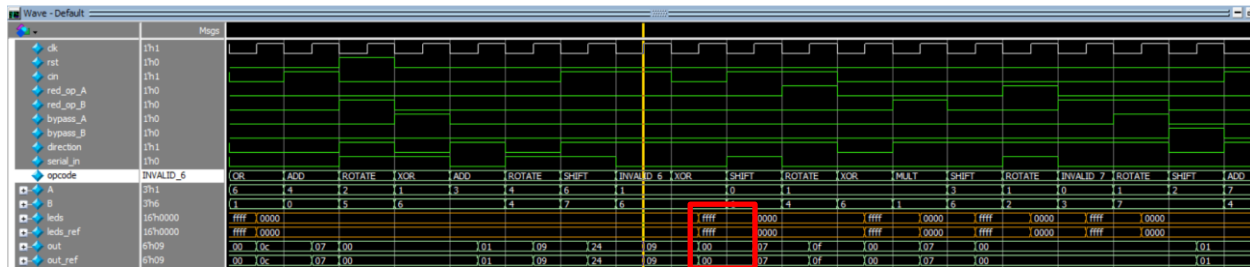 Wave - Default
Msgs
clk 1'h1
rst 1'h0
cin 1'h1
red_op_A 1'h0
red_op_B 1'h0
bypass_A 1'h0
bypass_B 1'h0
direction 1'h1
serial_in 1'h0
opcode INVALID_6 OR ADD ROTATE XOR ADD ROTATE SHIFT INVALID 6 XOR SHIFT ROTATE XOR MULT SHIFT ROTATE INVALID 7 ROTATE SHIFT ADD
A 3'h1 6 4 2 1 3 4 6 1 0 1 3 1 0 1 2 7
B 3'h6 1 0 5 6 4 7 6 4 6 1 6 2 3 7 4
leds 16'h0000 ffff 0000 ffff 0000 ffff 0000 ffff 0000 ffff 0000
leds_ref 16'h0000 ffff 0000 ffff 0000 ffff 0000 ffff 0000 ffff 0000
out 6'h09 00 0c 07 00 01 09 24 09 00 07 0f 00 07 00 01
out_ref 6'h09 00 0c 07 00 01 09 24 09 00 07 0f 00 07 00 01